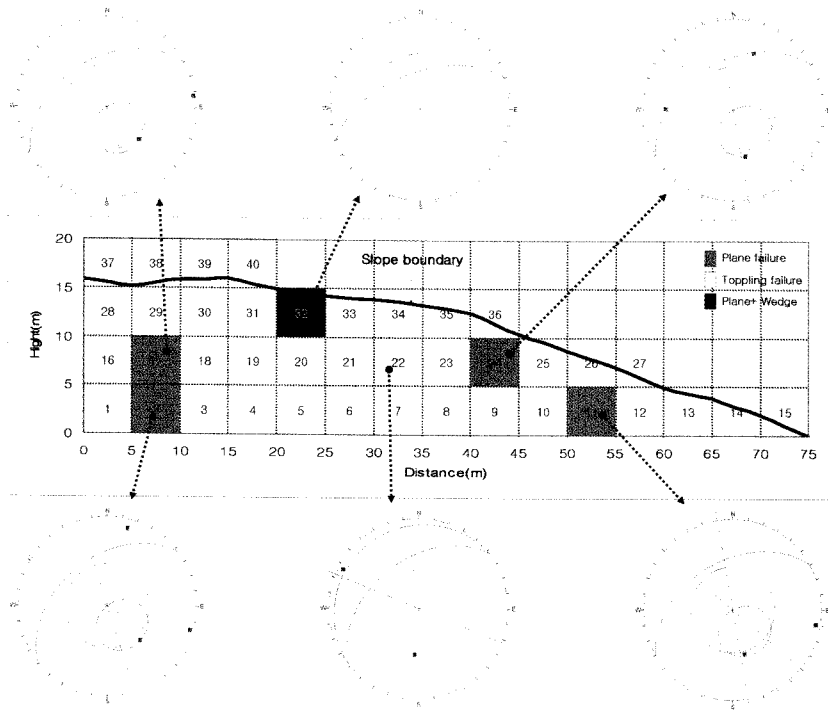 N
N
N
W
S
W
E
W
E
S
S
S
20
37
38
39
40
Slope boundary
Plane failure
Toppling failure
Plane+ Wedge
15
28
29
30
31
32
33
34
35
36
Hight(m)
10
16
18
19
20
21
22
23
25
26
27
5
1
3
4
5
6
7
8
9
10
12
13
14
15
0
0 5 10 15 20 25 30 35 40 45 50 55 60 65 70 75
Distance(m)
N
N
N
W
E
W
E
W
E
S
S
S